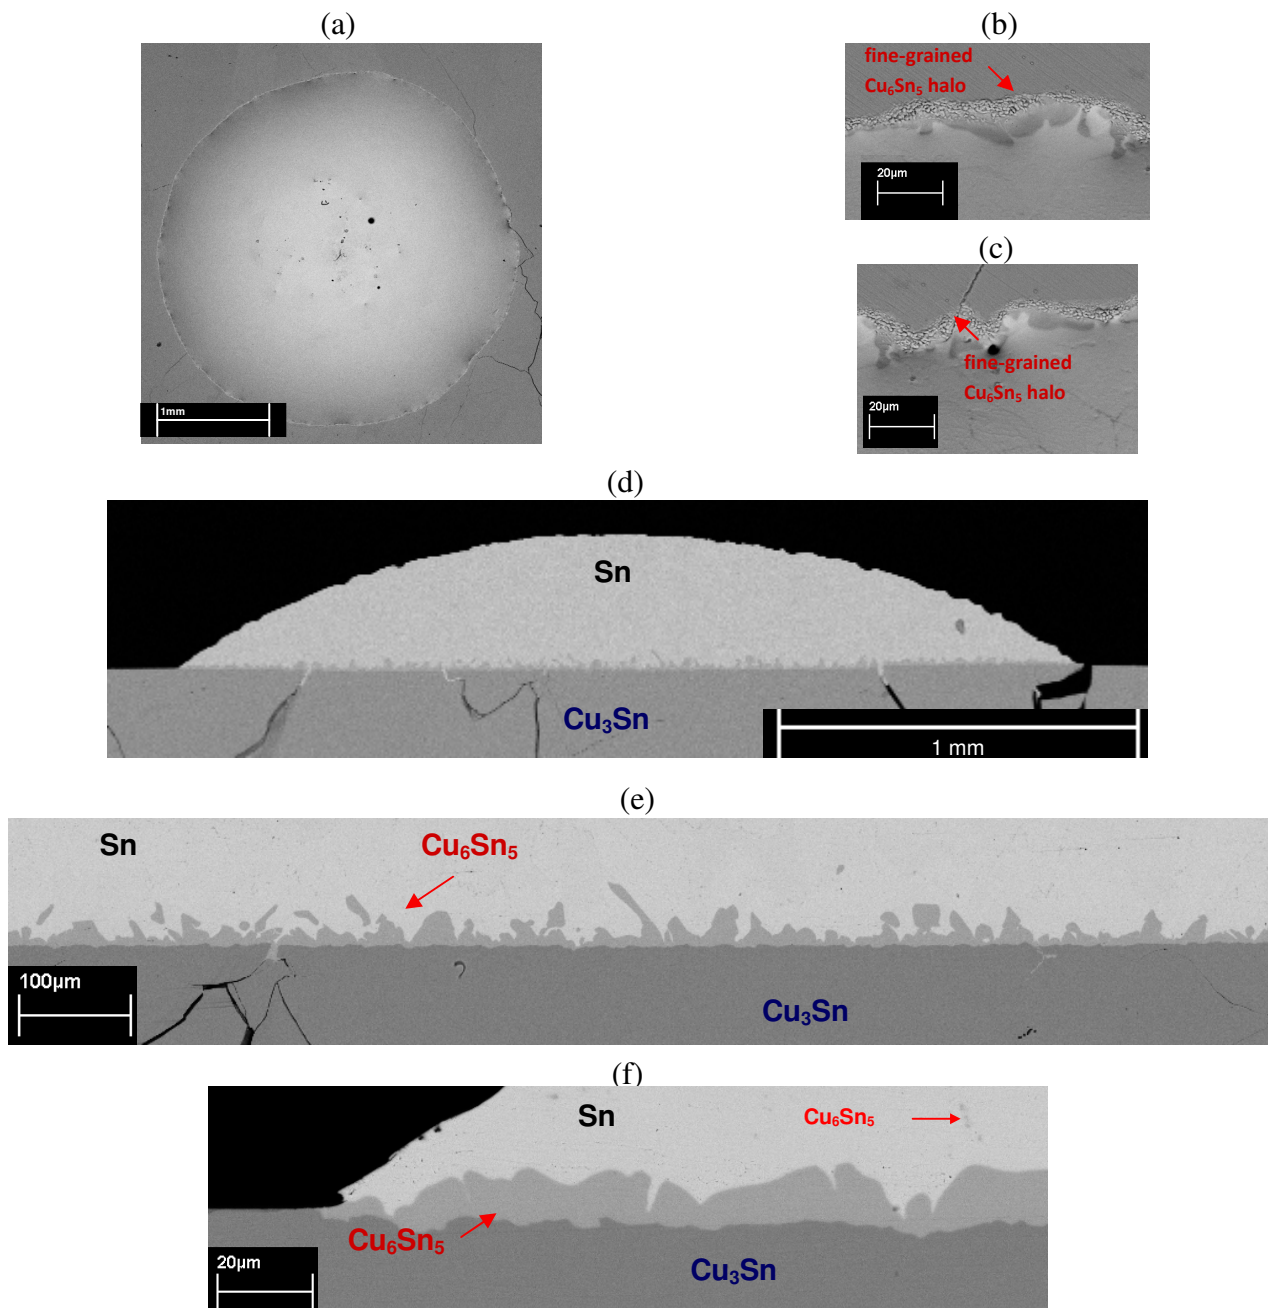 (a)
1mm
(b)
fine-grained
Cu₆Sn₅ halo
20µm
(c)
fine-grained
Cu₆Sn₅ halo
20µm
(d)
Sn
Cu₃Sn
1 mm
(e)
Sn
Cu₆Sn₅
100µm
Cu₃Sn
(f)
Sn
Cu₆Sn₅
Cu₆Sn₅
20µm
Cu₃Sn